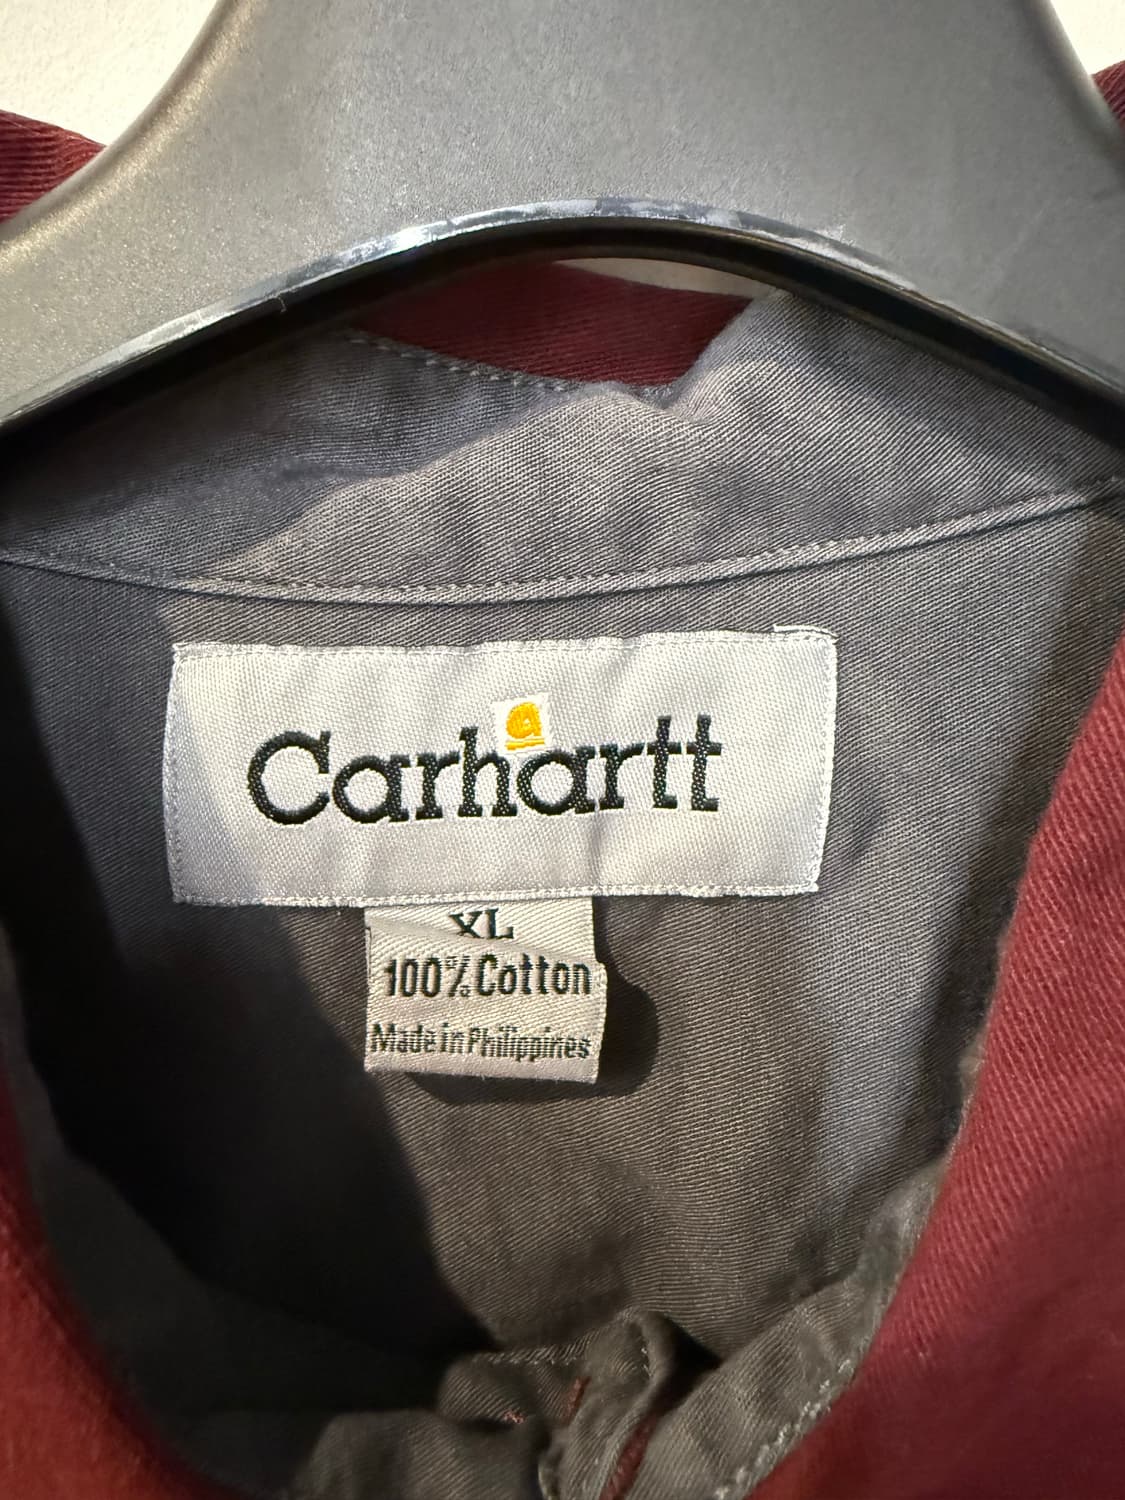 Carhartt
XL
100% Cotton
Made in Philippines